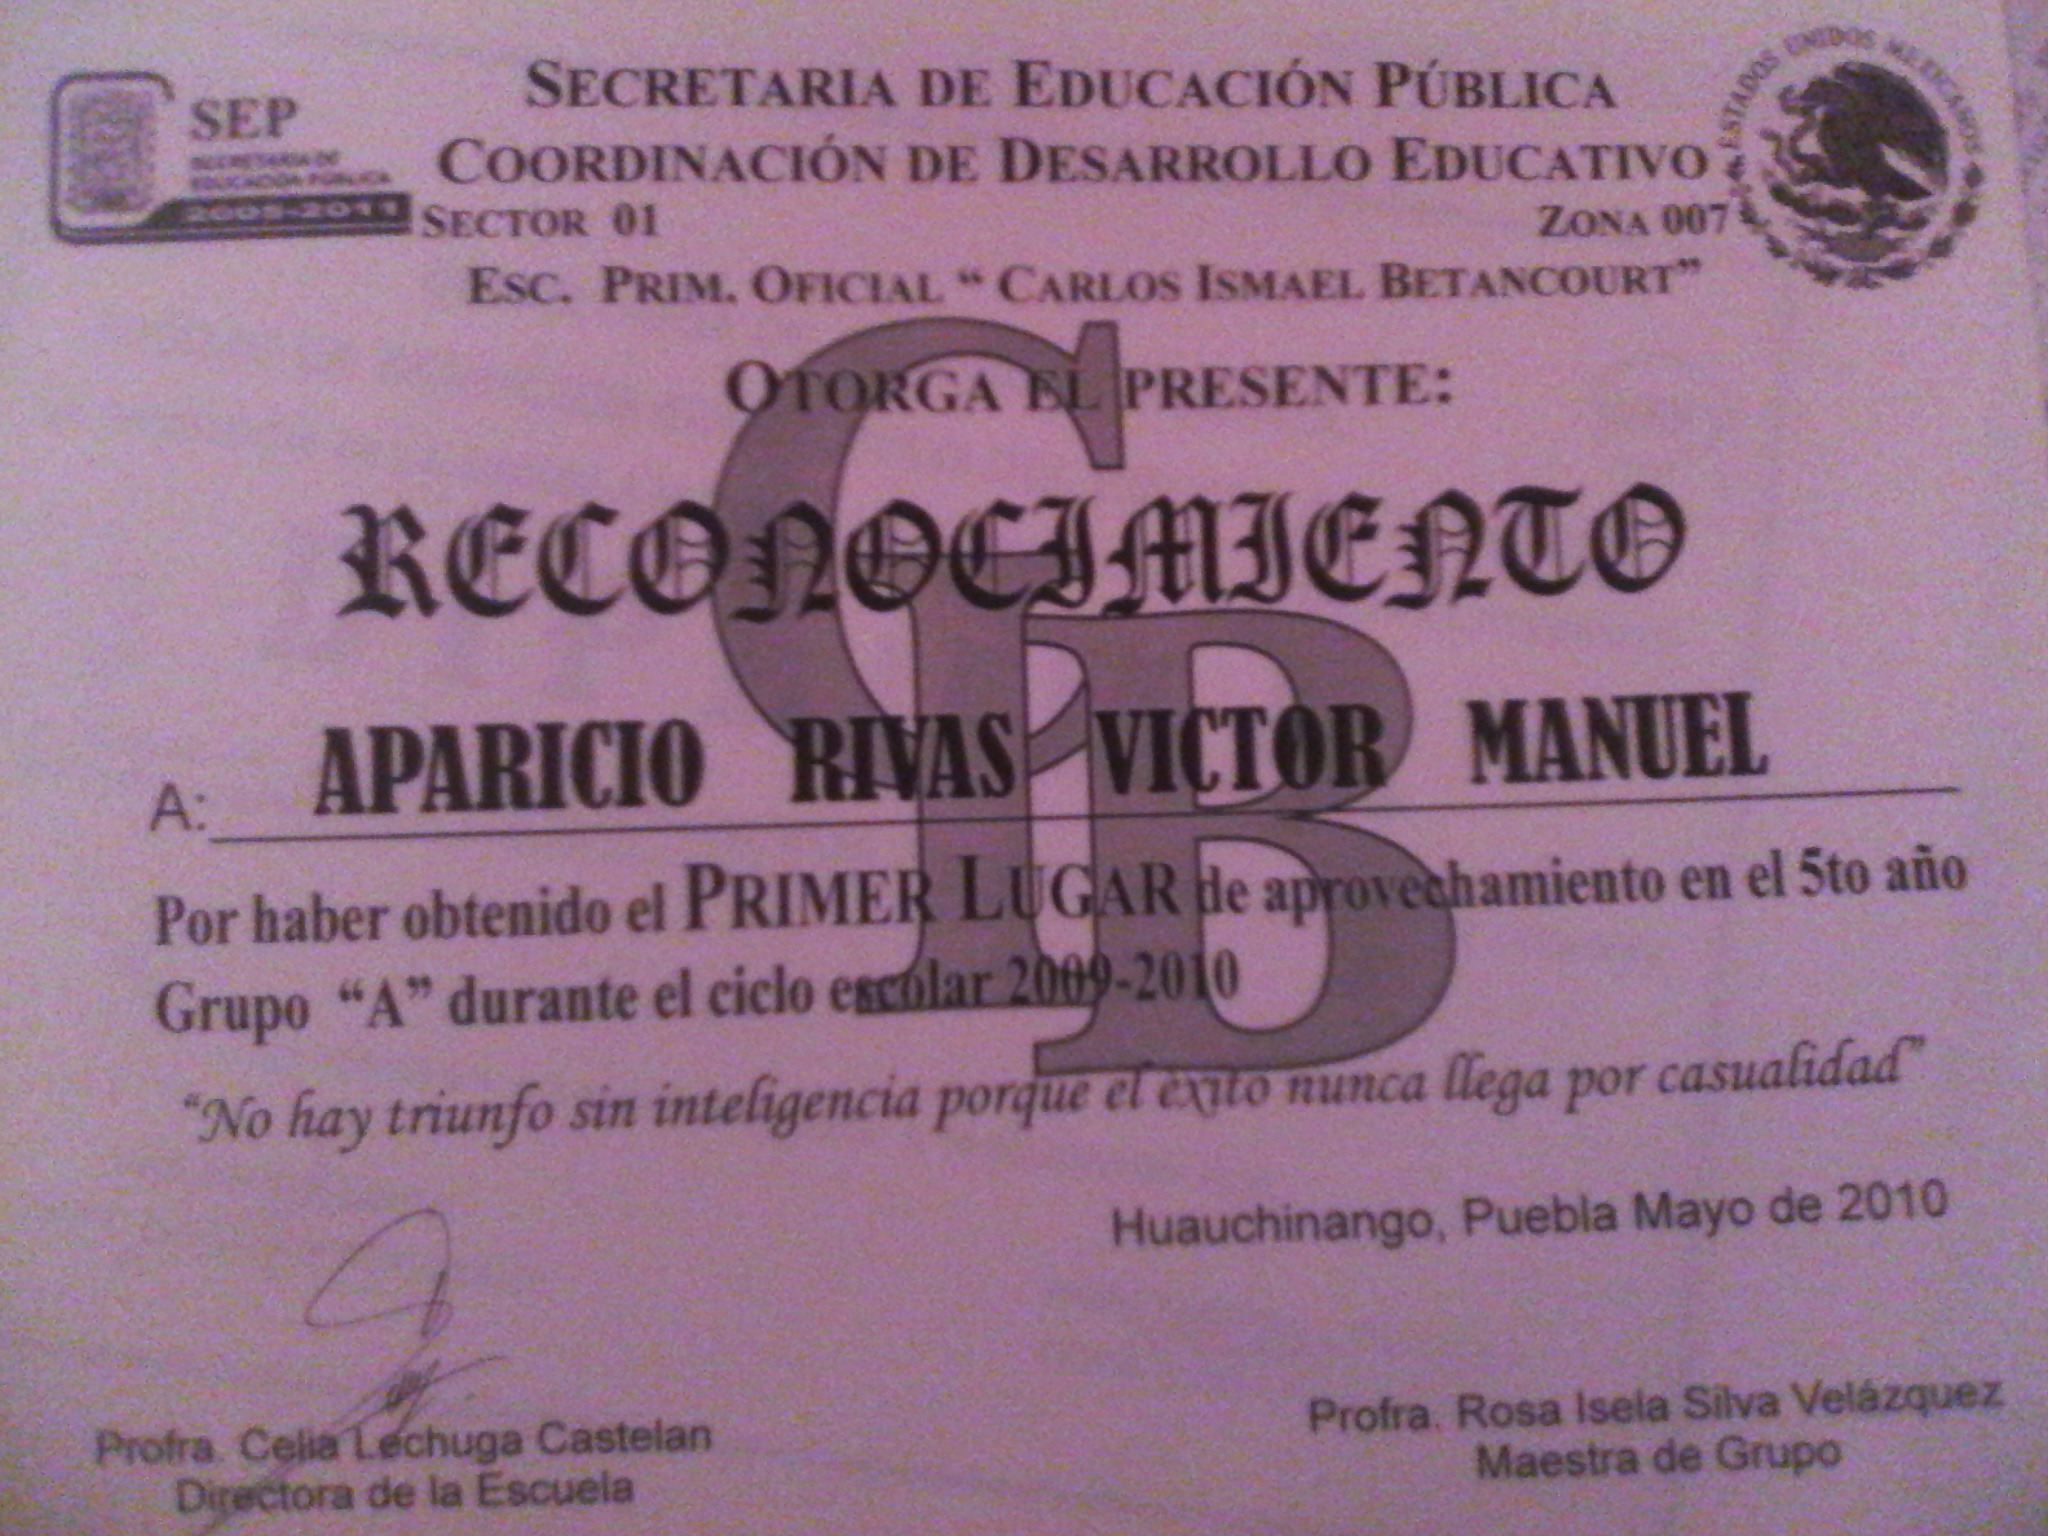 SECRETARIA DE EDUCACIÓN PÚBLICA
COORDINACIÓN DE DESARROLLO EDUCATIVO
SEP
SECRETARÍA DE
EDUCACIÓN PÚBLICA
2005-2011
SECTOR 01 ZONA 007
ESTADOS UNIDOS MEXICANOS
ESC. PRIM. OFICIAL “ CARLOS ISMAEL BETANCOURT”
OTORGA EL PRESENTE:
RECONOCIMIENTO
CIB
A: APARICIO RIVAS VICTOR MANUEL
Por haber obtenido el PRIMER LUGAR de aprovechamiento en el 5to año
Grupo “A” durante el ciclo escolar 2009-2010
“No hay triunfo sin inteligencia porque el éxito nunca llega por casualidad”
Huauchinango, Puebla Mayo de 2010
Profra. Celia Lechuga Castelan
Directora de la Escuela
Profra. Rosa Isela Silva Velázquez
Maestra de Grupo